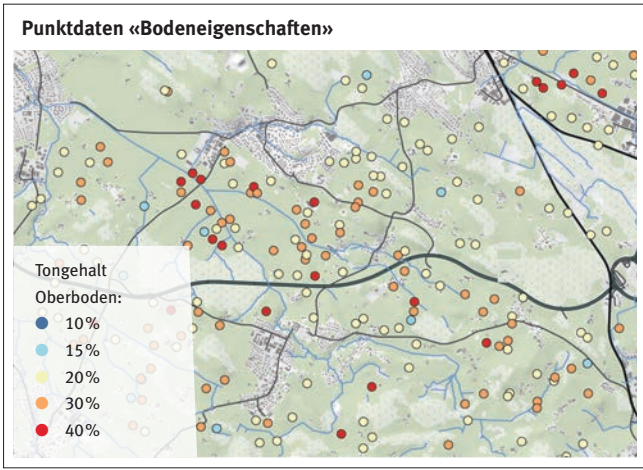 Punktdaten «Bodeneigenschaften»
Tongehalt
Oberboden:
10%
15%
20%
30%
40%